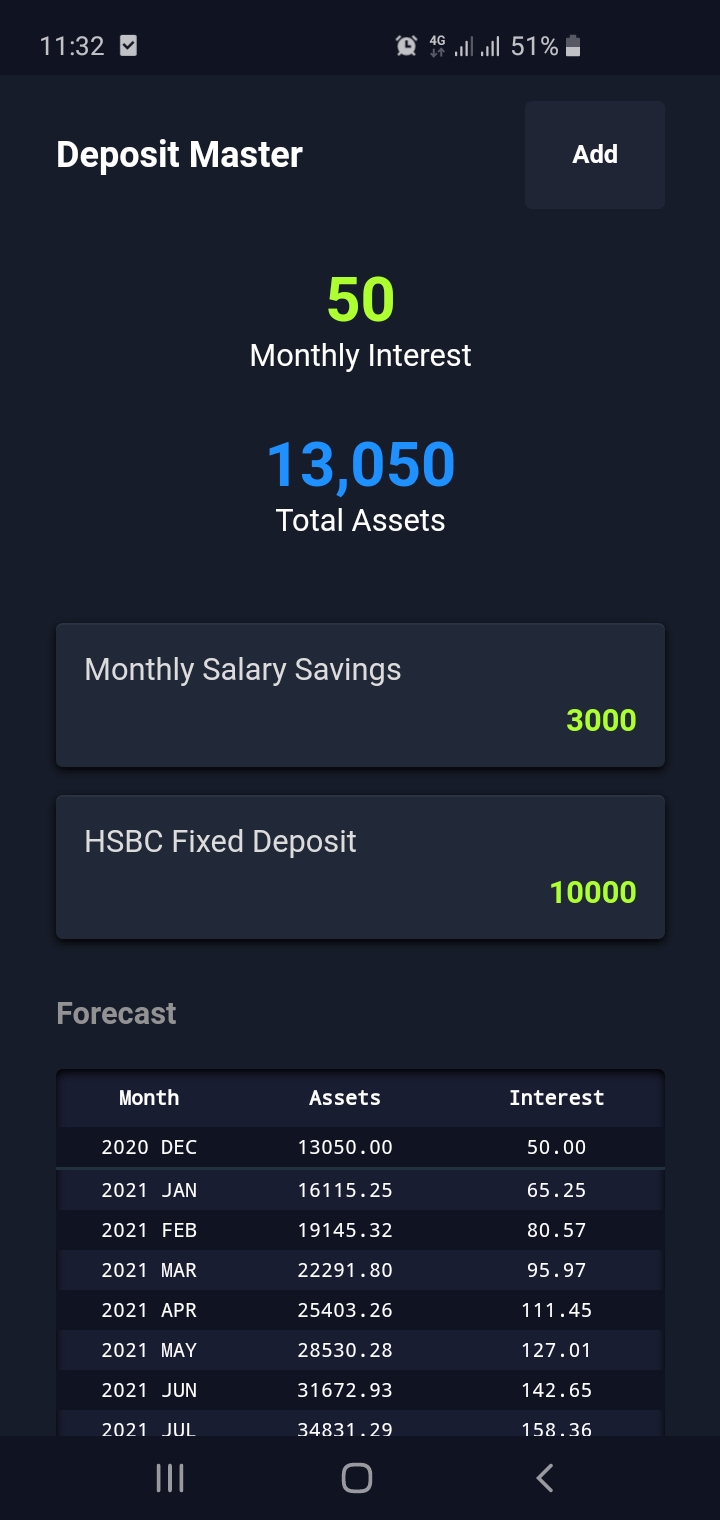 11:32 4G 51%
Deposit Master Add
50
Monthly Interest
13,050
Total Assets
Monthly Salary Savings
3000
HSBC Fixed Deposit
10000
Forecast
Month Assets Interest
2020 DEC 13050.00 50.00
2021 JAN 16115.25 65.25
2021 FEB 19145.32 80.57
2021 MAR 22291.80 95.97
2021 APR 25403.26 111.45
2021 MAY 28530.28 127.01
2021 JUN 31672.93 142.65
2021 JUL 34831.29 158.36